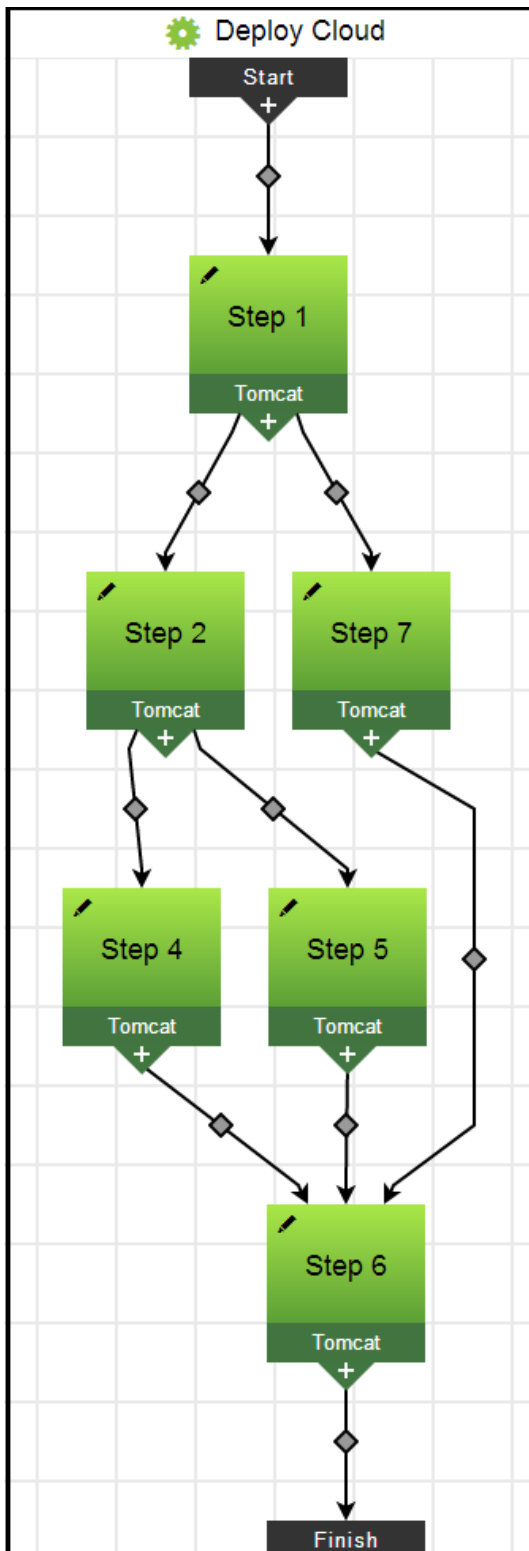 Deploy Cloud
Start
Step 1
Tomcat
Step 2
Tomcat
Step 7
Tomcat
Step 4
Tomcat
Step 5
Tomcat
Step 6
Tomcat
Finish